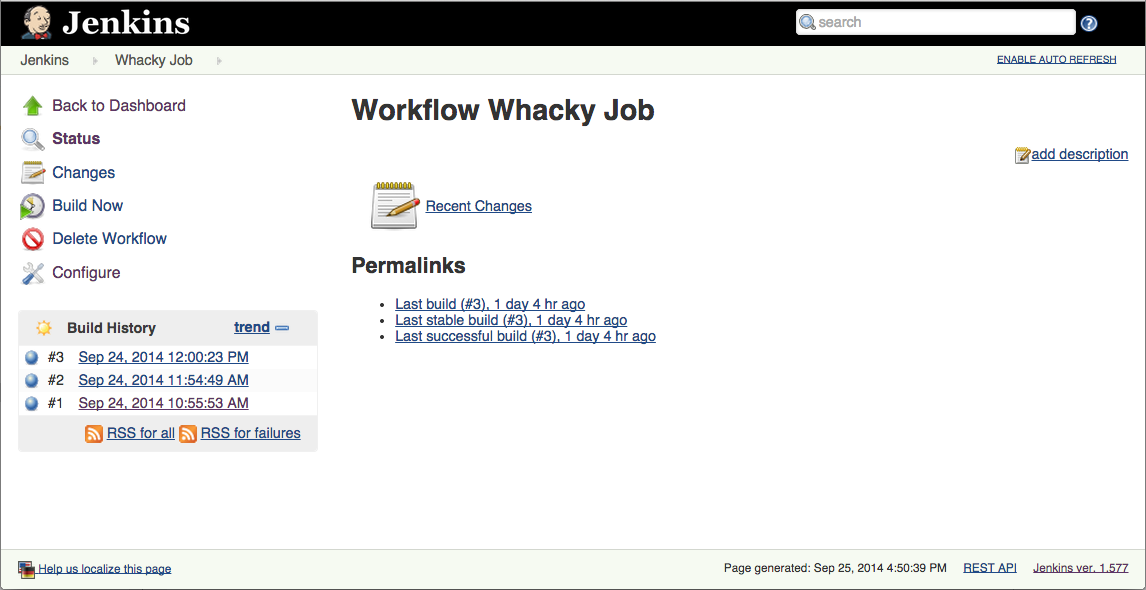 Jenkins
search
Jenkins Whacky Job
ENABLE AUTO REFRESH
Back to Dashboard
Status
Changes
Build Now
Delete Workflow
Configure
Build History trend
#3 Sep 24, 2014 12:00:23 PM
#2 Sep 24, 2014 11:54:49 AM
#1 Sep 24, 2014 10:55:53 AM
RSS for all RSS for failures
Workflow Whacky Job
add description
Recent Changes
Permalinks
Last build (#3), 1 day 4 hr ago
Last stable build (#3), 1 day 4 hr ago
Last successful build (#3), 1 day 4 hr ago
Help us localize this page
Page generated: Sep 25, 2014 4:50:39 PM REST API Jenkins ver. 1.577